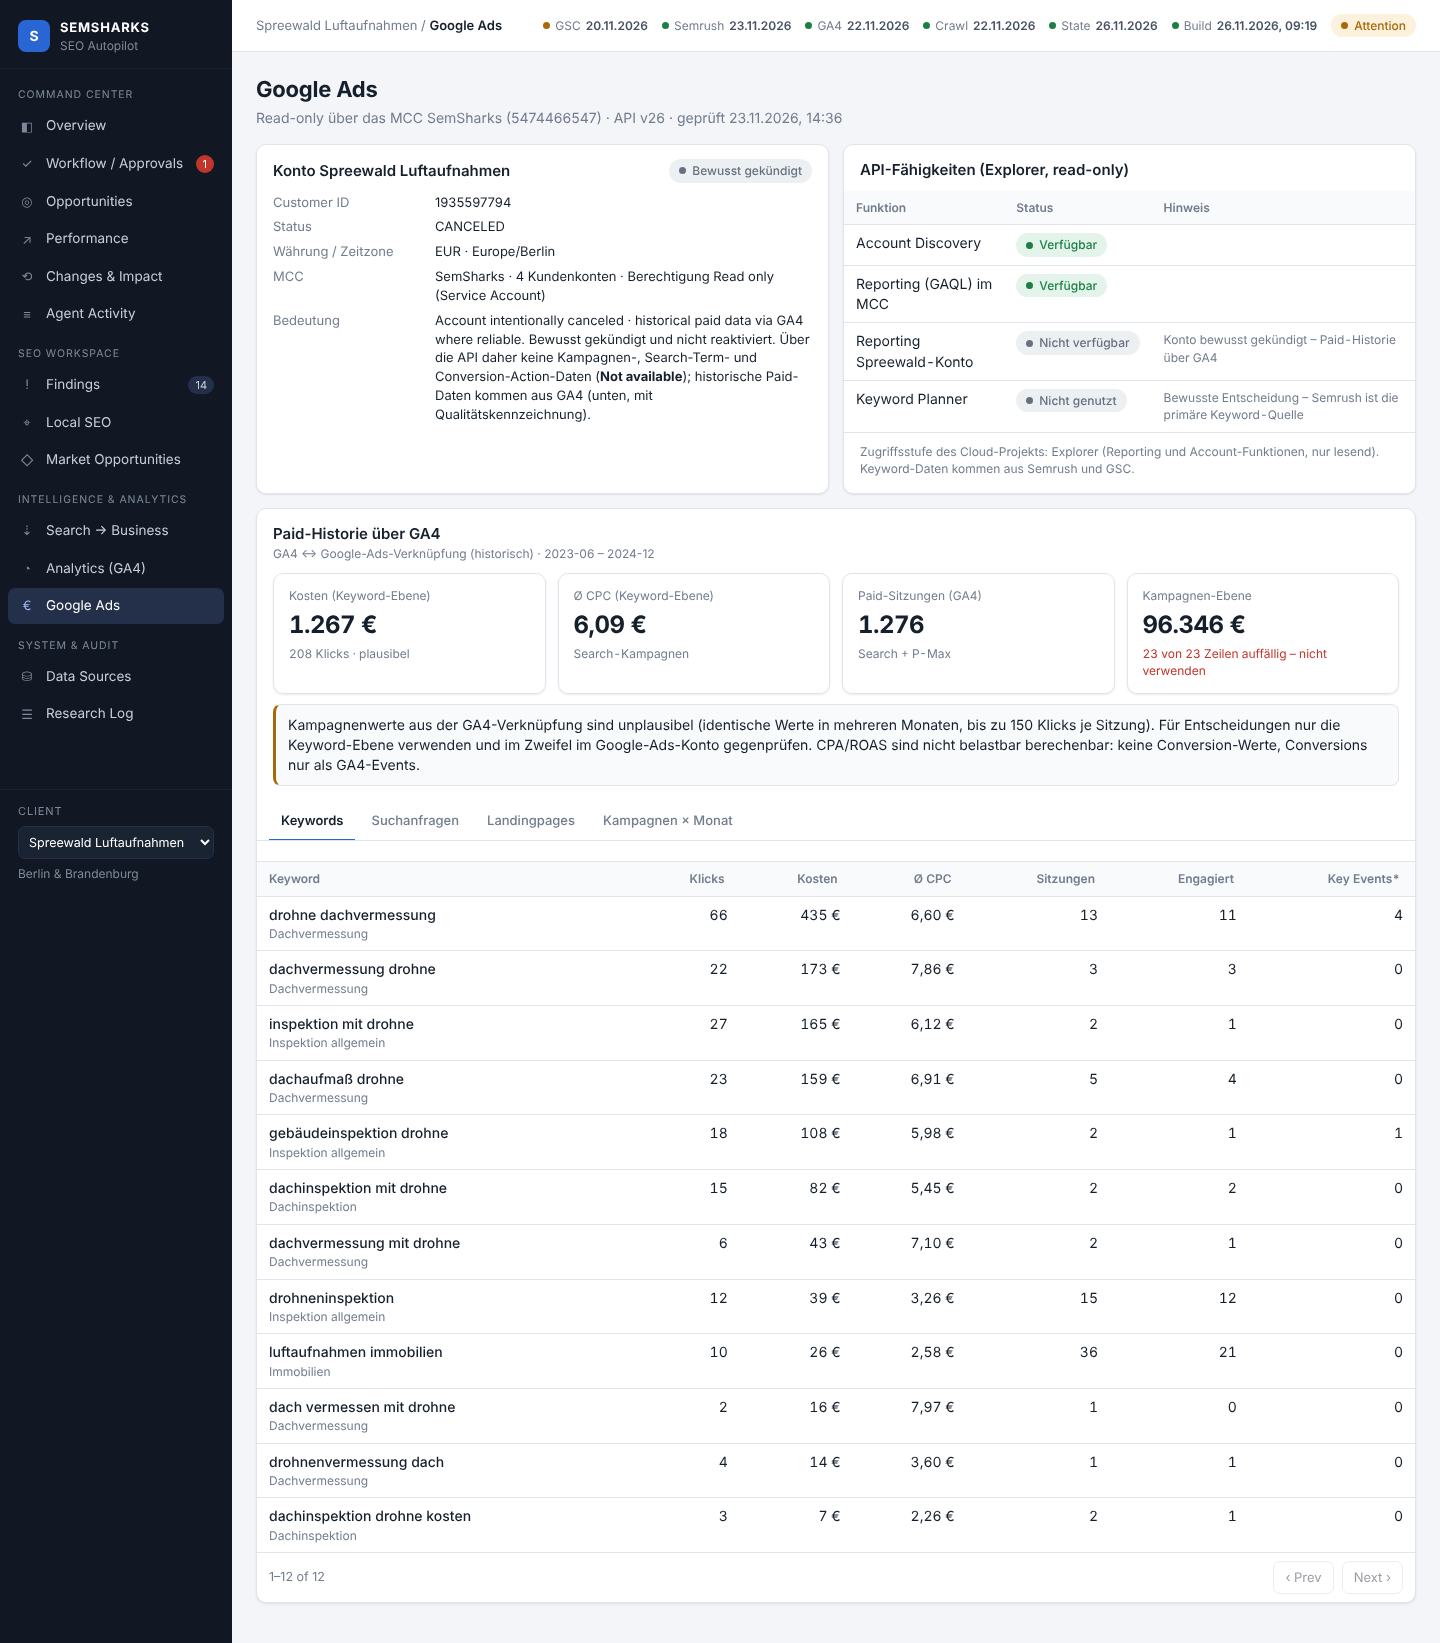 S
SEMSHARKS
SEO Autopilot
COMMAND CENTER
Overview
Workflow / Approvals 1
Opportunities
Performance
Changes & Impact
Agent Activity
SEO WORKSPACE
Findings 14
Local SEO
Market Opportunities
INTELLIGENCE & ANALYTICS
Search → Business
Analytics (GA4)
€ Google Ads
SYSTEM & AUDIT
Data Sources
Research Log
CLIENT
Spreewald Luftaufnahmen
Berlin & Brandenburg
Spreewald Luftaufnahmen / Google Ads
GSC 20.11.2026 Semrush 23.11.2026 GA4 22.11.2026 Crawl 22.11.2026 State 26.11.2026 Build 26.11.2026, 09:19 Attention
Google Ads
Read-only über das MCC SemSharks (5474466547) · API v26 · geprüft 23.11.2026, 14:36
Konto Spreewald Luftaufnahmen Bewusst gekündigt
Customer ID 1935597794
Status CANCELED
Währung / Zeitzone EUR · Europe/Berlin
MCC SemSharks · 4 Kundenkonten · Berechtigung Read only
(Service Account)
Bedeutung Account intentionally canceled · historical paid data via GA4
where reliable. Bewusst gekündigt und nicht reaktiviert. Über
die API daher keine Kampagnen-, Search-Term- und
Conversion-Action-Daten (Not available); historische Paid-
Daten kommen aus GA4 (unten, mit
Qualitätskennzeichnung).
API-Fähigkeiten (Explorer, read-only)
Funktion Status Hinweis
Account Discovery Verfügbar
Reporting (GAQL) im Verfügbar
MCC
Reporting Nicht verfügbar Konto bewusst gekündigt – Paid-Historie
Spreewald-Konto über GA4
Keyword Planner Nicht genutzt Bewusste Entscheidung – Semrush ist die
primäre Keyword-Quelle
Zugriffsstufe des Cloud-Projekts: Explorer (Reporting und Account-Funktionen, nur lesend).
Keyword-Daten kommen aus Semrush und GSC.
Paid-Historie über GA4
GA4 ↔ Google-Ads-Verknüpfung (historisch) · 2023-06 – 2024-12
Kosten (Keyword-Ebene)
1.267 €
208 Klicks · plausibel
Ø CPC (Keyword-Ebene)
6,09 €
Search-Kampagnen
Paid-Sitzungen (GA4)
1.276
Search + P-Max
Kampagnen-Ebene
96.346 €
23 von 23 Zeilen auffällig – nicht
verwenden
Kampagnenwerte aus der GA4-Verknüpfung sind unplausibel (identische Werte in mehreren Monaten, bis zu 150 Klicks je Sitzung). Für Entscheidungen nur die
Keyword-Ebene verwenden und im Zweifel im Google-Ads-Konto gegenprüfen. CPA/ROAS sind nicht belastbar berechenbar: keine Conversion-Werte, Conversions
nur als GA4-Events.
Keywords Suchanfragen Landingpages Kampagnen × Monat
Keyword Klicks Kosten Ø CPC Sitzungen Engagiert Key Events*
drohne dachvermessung 66 435 € 6,60 € 13 11 4
Dachvermessung
dachvermessung drohne 22 173 € 7,86 € 3 3 0
Dachvermessung
inspektion mit drohne 27 165 € 6,12 € 2 1 0
Inspektion allgemein
dachaufmaß drohne 23 159 € 6,91 € 5 4 0
Dachvermessung
gebäudeinspektion drohne 18 108 € 5,98 € 2 1 1
Inspektion allgemein
dachinspektion mit drohne 15 82 € 5,45 € 2 2 0
Dachinspektion
dachvermessung mit drohne 6 43 € 7,10 € 2 1 0
Dachvermessung
drohneninspektion 12 39 € 3,26 € 15 12 0
Inspektion allgemein
luftaufnahmen immobilien 10 26 € 2,58 € 36 21 0
Immobilien
dach vermessen mit drohne 2 16 € 7,97 € 1 0 0
Dachvermessung
drohnenvermessung dach 4 14 € 3,60 € 1 1 0
Dachvermessung
dachinspektion drohne kosten 3 7 € 2,26 € 2 1 0
Dachinspektion
1–12 of 12 ‹ Prev Next ›